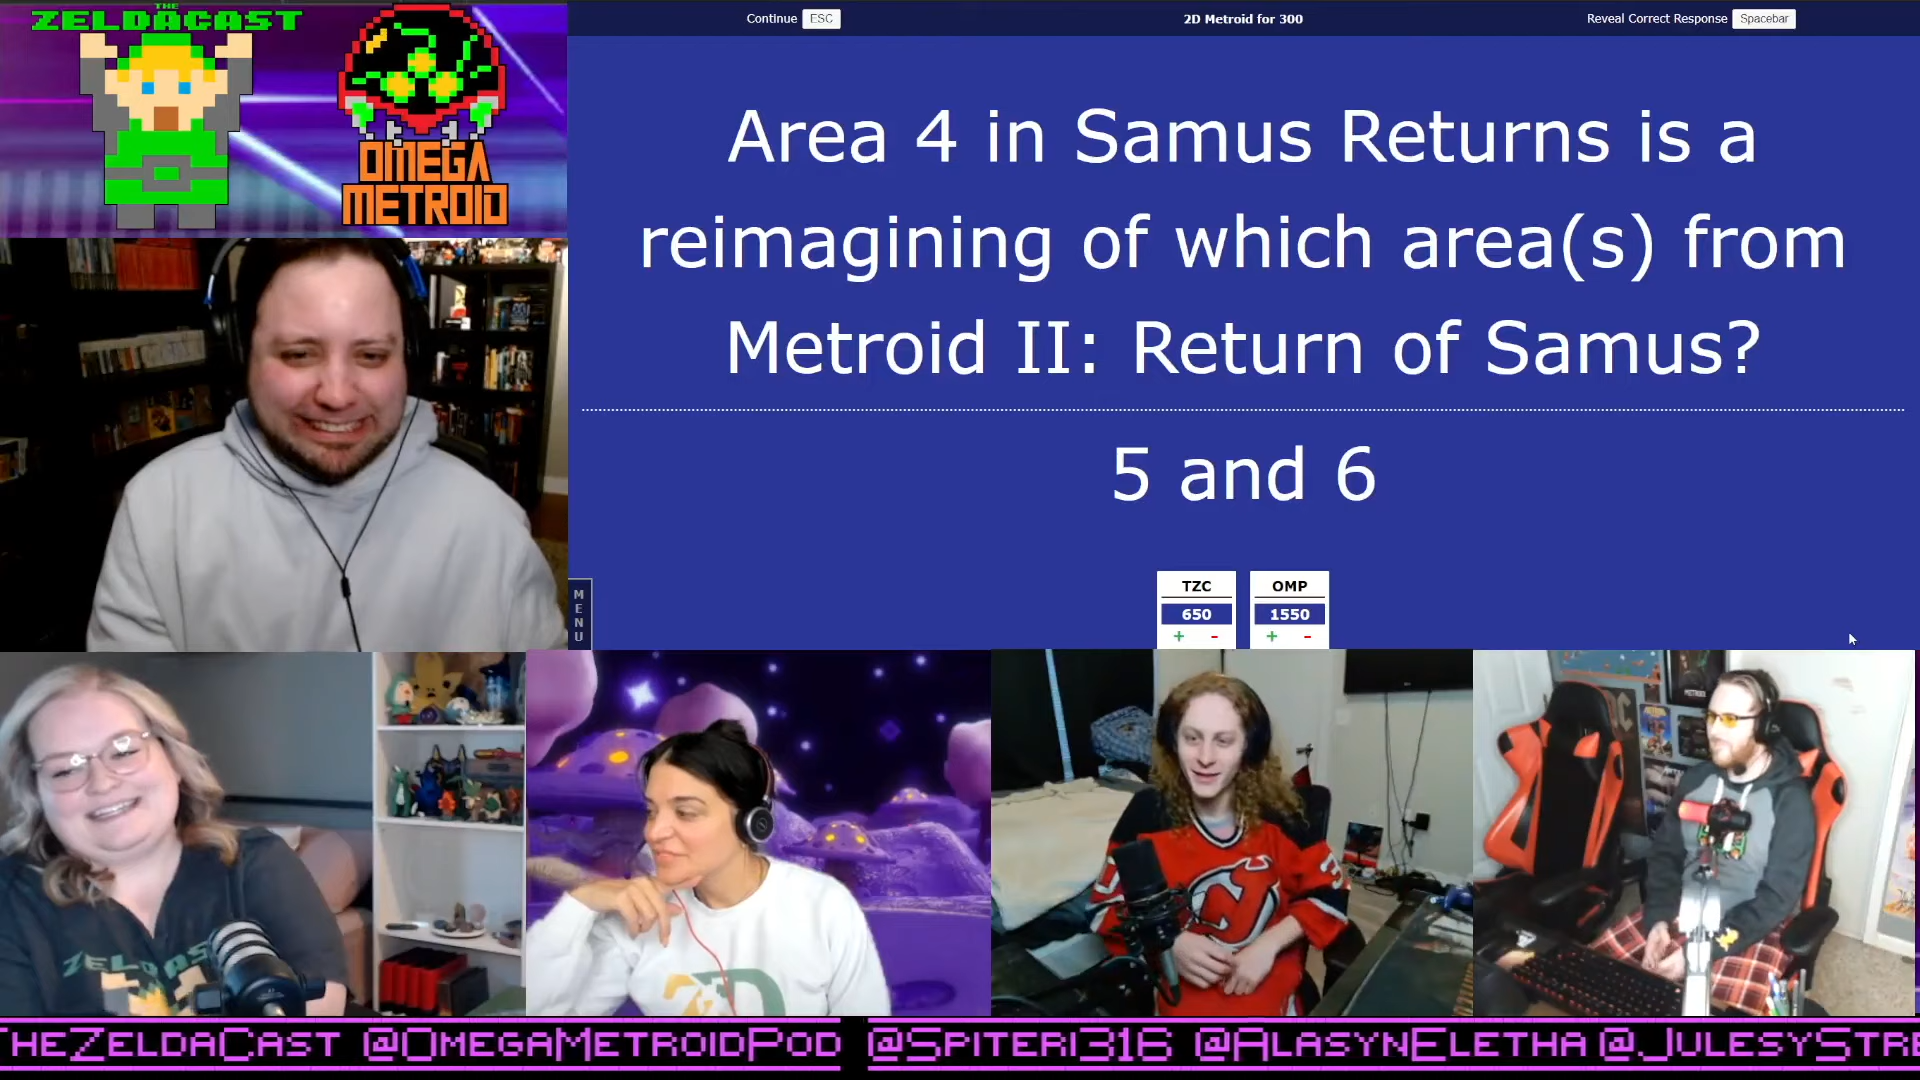 THE
ZELDACAST
OMEGA
METROID
Continue ESC
2D Metroid for 300
Reveal Correct Response Spacebar
Area 4 in Samus Returns is a
reimagining of which area(s) from
Metroid II: Return of Samus?
5 and 6
MENU
TZC
650
+ -
OMP
1550
+ -
HEZELDACAST @OMEGAMETROIDPOD @SPITERI316 @ALASYNELETHA @JULESYSTRE